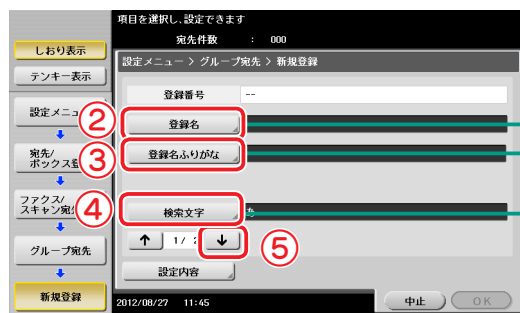 項目を選択し、設定できます
宛先件数 : 000
しおり表示
テンキー表示
設定メニュー > グループ宛先 > 新規登録
登録番号 --
設定メニ
② 登録名
宛先/
ボックス登
③ 登録名ふりがな
ファクス/
スキャン宛
④ 検索文字
↑ 1/ 2 ↓ ⑤
グループ宛先
設定内容
新規登録
2012/08/27 11:45
中止
OK